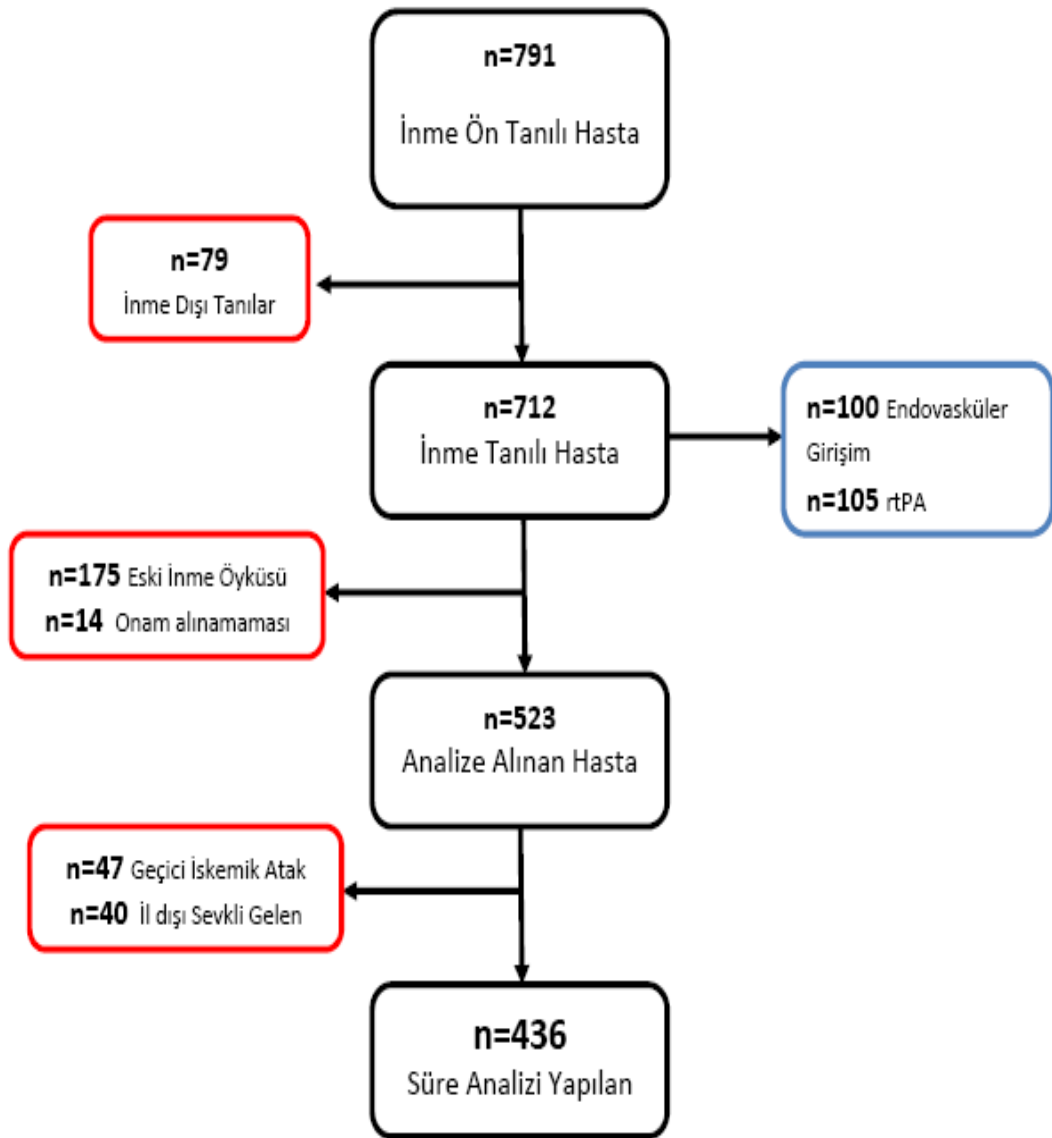 n=791
İnme Ön Tanılı Hasta
n=79
İnme Dışı Tanılar
n=712
İnme Tanılı Hasta
n=100 Endovasküler
Girişim
n=105 rtPA
n=175 Eski İnme Öyküsü
n=14 Onam alınamaması
n=523
Analize Alınan Hasta
n=47 Geçici İskemik Atak
n=40 İl dışı Sevkli Gelen
n=436
Süre Analizi Yapılan